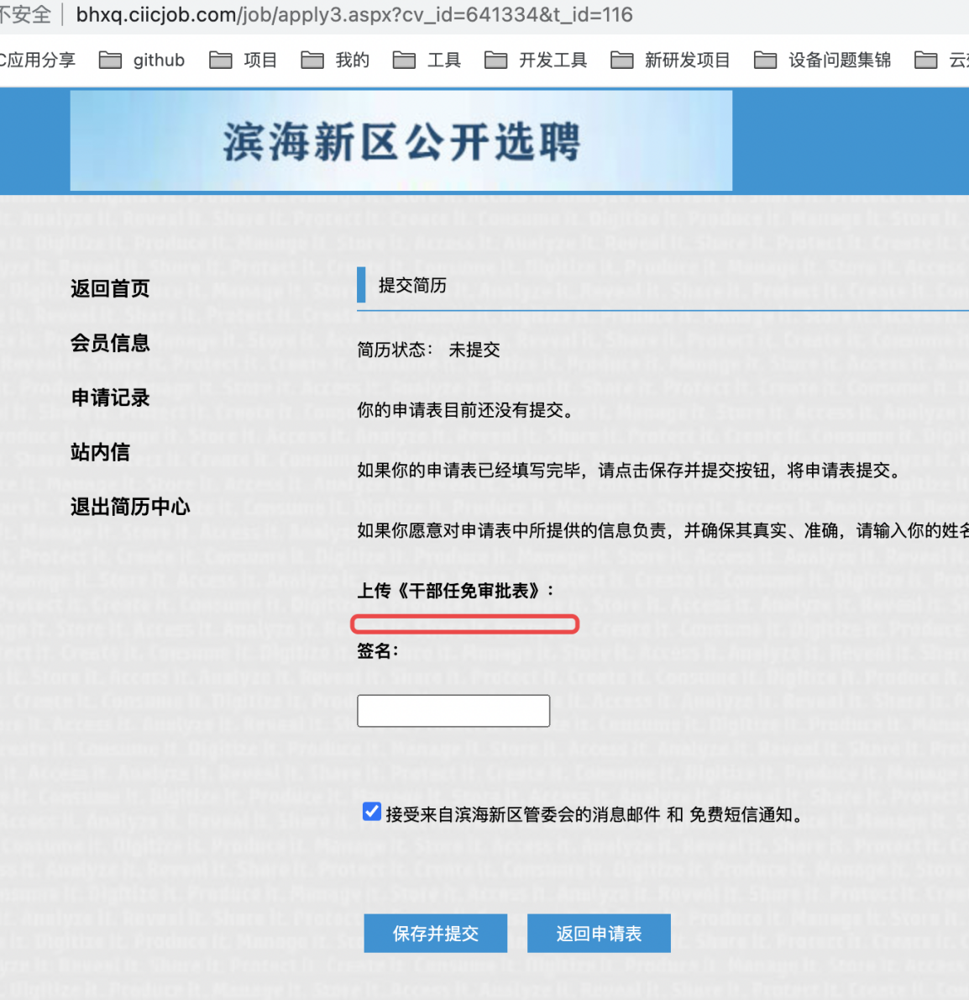 不安全 bhxq.ciicjob.com/job/apply3.aspx?cv_id=641334&t_id=116
C应用分享 github 项目 我的 工具 开发工具 新研发项目 设备问题集锦
滨海新区公开选聘
返回首页
会员信息
申请记录
站内信
退出简历中心
提交简历
简历状态： 未提交
你的申请表目前还没有提交。
如果你的申请表已经填写完毕，请点击保存并提交按钮，将申请表提交。
如果你愿意对申请表中所提供的信息负责，并确保其真实、准确，请输入你的姓名
上传《干部任免审批表》：
签名：
接受来自滨海新区管委会的消息邮件 和 免费短信通知。
保存并提交 返回申请表